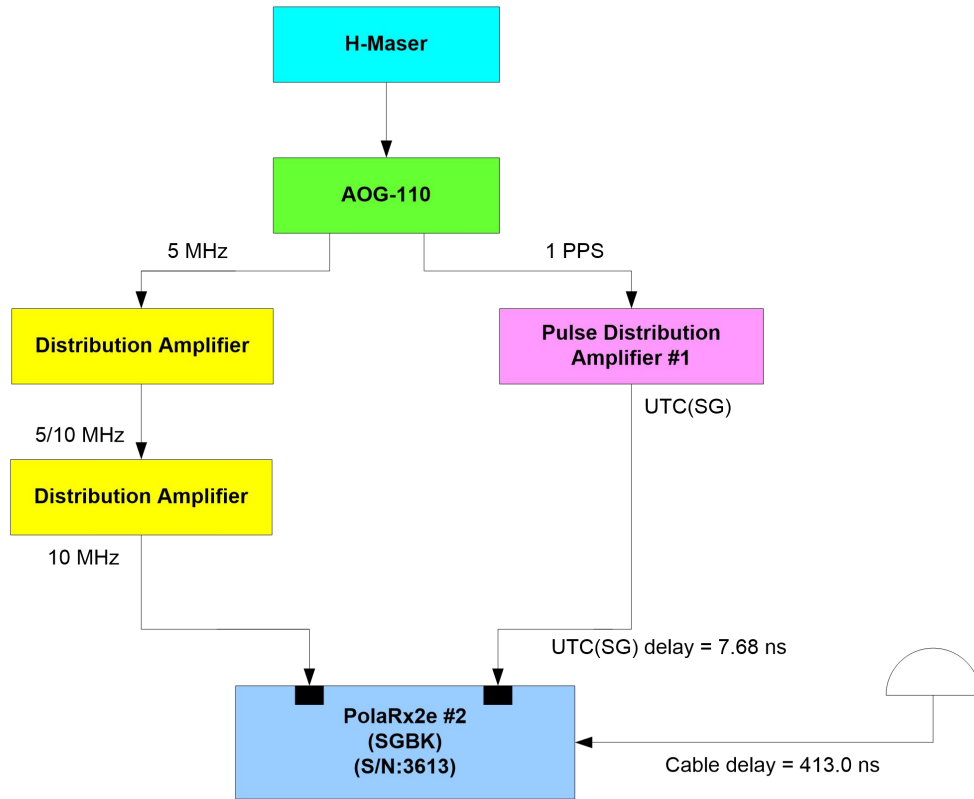 H-Maser
AOG-110
5 MHz
1 PPS
Distribution Amplifier
Pulse Distribution
Amplifier #1
UTC(SG)
5/10 MHz
Distribution Amplifier
10 MHz
UTC(SG) delay = 7.68 ns
PolaRx2e #2
(SGBK)
(S/N:3613)
Cable delay = 413.0 ns